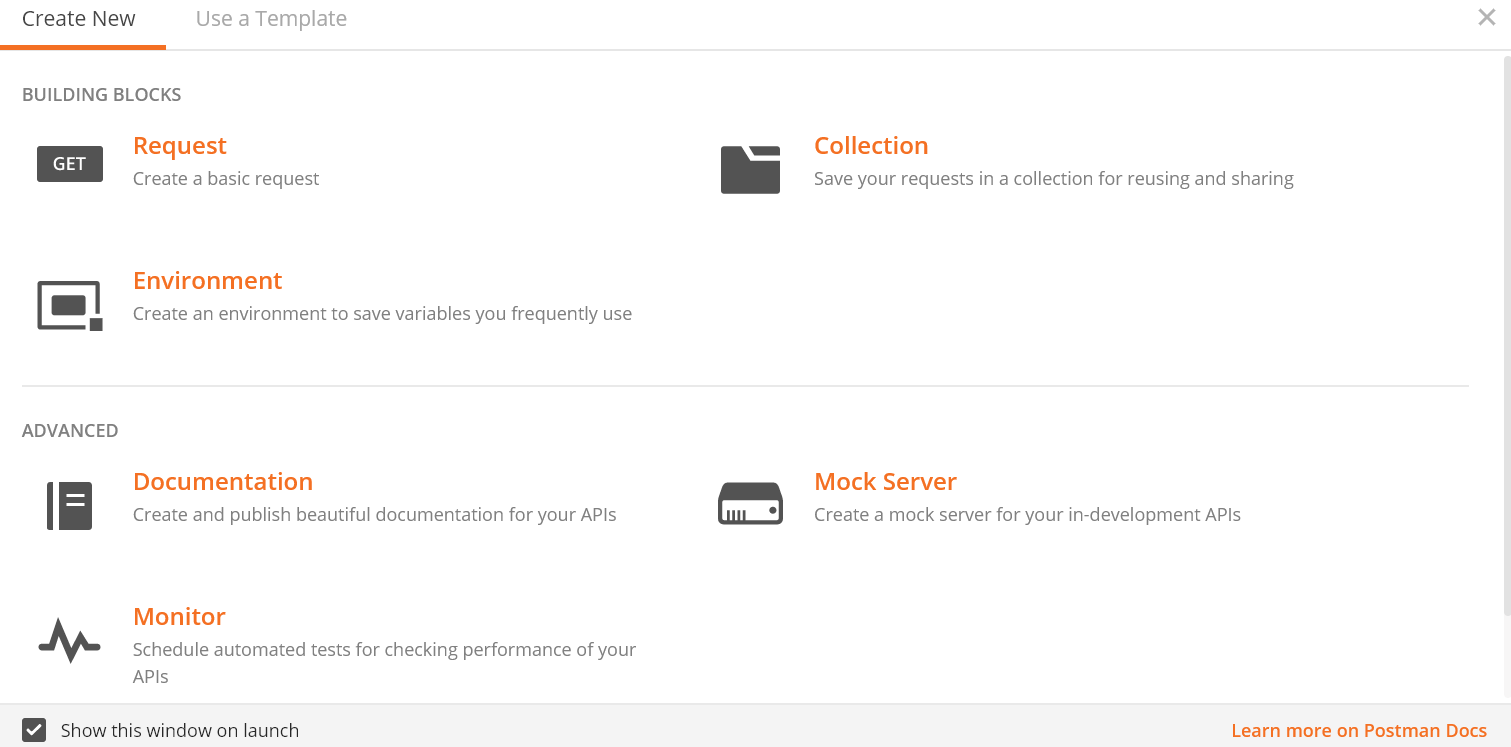 Create New
Use a Template
BUILDING BLOCKS
GET
Request
Create a basic request
Collection
Save your requests in a collection for reusing and sharing
Environment
Create an environment to save variables you frequently use
ADVANCED
Documentation
Create and publish beautiful documentation for your APIs
Mock Server
Create a mock server for your in-development APIs
Monitor
Schedule automated tests for checking performance of your
APIs
Show this window on launch
Learn more on Postman Docs